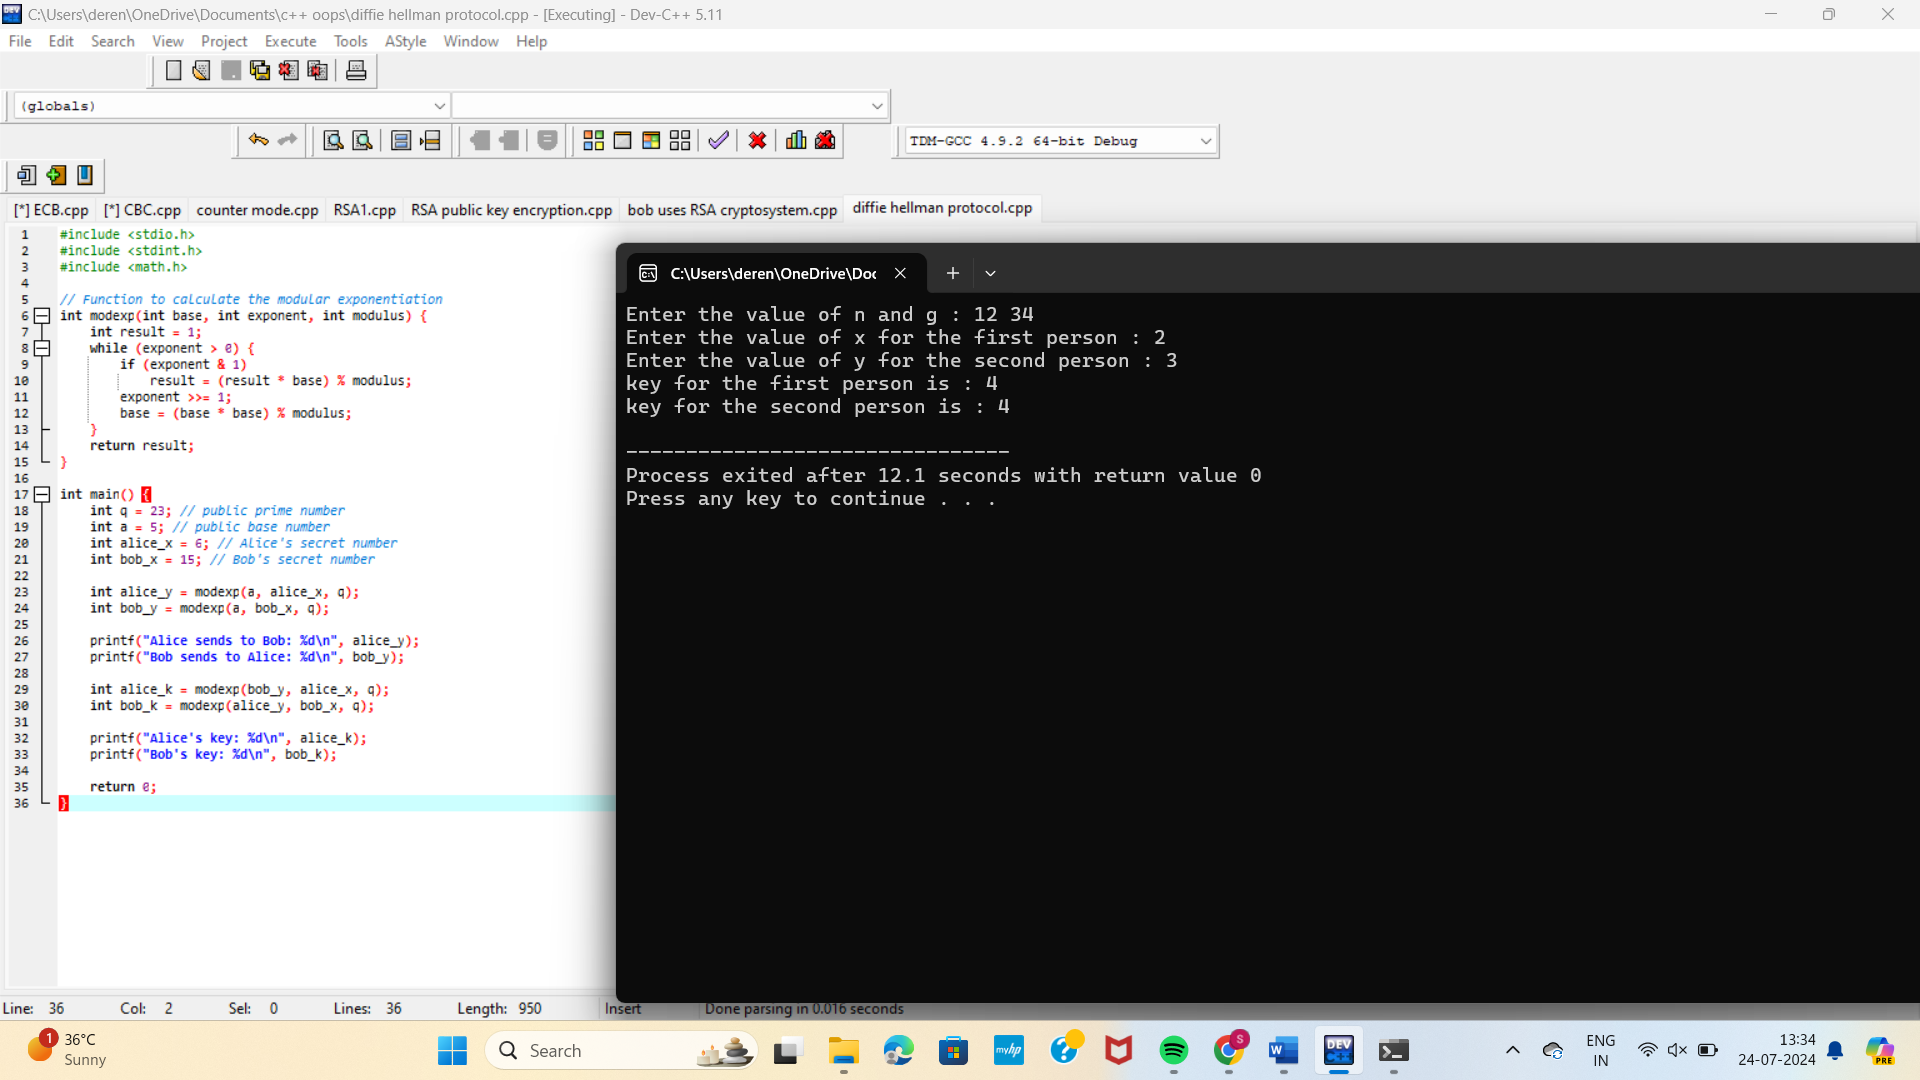 C:\Users\deren\OneDrive\Documents\c++ oops\diffie hellman protocol.cpp - [Executing] - Dev-C++ 5.11
File Edit Search View Project Execute Tools AStyle Window Help
(globals)
TDM-GCC 4.9.2 64-bit Debug
[*] ECB.cpp [*] CBC.cpp counter mode.cpp RSA1.cpp RSA public key encryption.cpp bob uses RSA cryptosystem.cpp diffie hellman protocol.cpp
1 #include <stdio.h>
2 #include <stdint.h>
3 #include <math.h>
4
5 // Function to calculate the modular exponentiation
6 int modexp(int base, int exponent, int modulus) {
7 int result = 1;
8 while (exponent > 0) {
9 if (exponent & 1)
10 result = (result * base) % modulus;
11 exponent >>= 1;
12 base = (base * base) % modulus;
13 }
14 return result;
15 }
16
17 int main() {
18 int q = 23; // public prime number
19 int a = 5; // public base number
20 int alice_x = 6; // Alice's secret number
21 int bob_x = 15; // Bob's secret number
22
23 int alice_y = modexp(a, alice_x, q);
24 int bob_y = modexp(a, bob_x, q);
25
26 printf("Alice sends to Bob: %d\n", alice_y);
27 printf("Bob sends to Alice: %d\n", bob_y);
28
29 int alice_k = modexp(bob_y, alice_x, q);
30 int bob_k = modexp(alice_y, bob_x, q);
31
32 printf("Alice's key: %d\n", alice_k);
33 printf("Bob's key: %d\n", bob_k);
34
35 return 0;
36 }
C:\Users\deren\OneDrive\Doc
Enter the value of n and g : 12 34
Enter the value of x for the first person : 2
Enter the value of y for the second person : 3
key for the first person is : 4
key for the second person is : 4
--------------------------------
Process exited after 12.1 seconds with return value 0
Press any key to continue . . .
Line: 36 Col: 2 Sel: 0 Lines: 36 Length: 950 Insert Done parsing in 0.016 seconds
1 36°C
Sunny
Search
myhp
S
W
DEV
C++
ENG
IN
13:34
24-07-2024
PRE